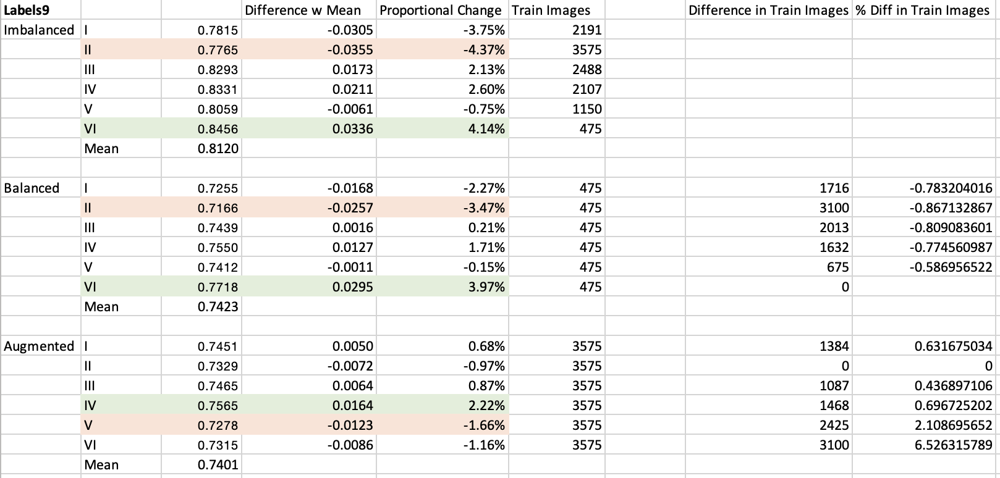 Labels9 Difference w Mean Proportional Change Train Images Difference in Train Images % Diff in Train Images
Imbalanced I 0.7815 -0.0305 -3.75% 2191
II 0.7765 -0.0355 -4.37% 3575
III 0.8293 0.0173 2.13% 2488
IV 0.8331 0.0211 2.60% 2107
V 0.8059 -0.0061 -0.75% 1150
VI 0.8456 0.0336 4.14% 475
Mean 0.8120
Balanced I 0.7255 -0.0168 -2.27% 475 1716 -0.783204016
II 0.7166 -0.0257 -3.47% 475 3100 -0.867132867
III 0.7439 0.0016 0.21% 475 2013 -0.809083601
IV 0.7550 0.0127 1.71% 475 1632 -0.774560987
V 0.7412 -0.0011 -0.15% 475 675 -0.586956522
VI 0.7718 0.0295 3.97% 475 0
Mean 0.7423
Augmented I 0.7451 0.0050 0.68% 3575 1384 0.631675034
II 0.7329 -0.0072 -0.97% 3575 0 0
III 0.7465 0.0064 0.87% 3575 1087 0.436897106
IV 0.7565 0.0164 2.22% 3575 1468 0.696725202
V 0.7278 -0.0123 -1.66% 3575 2425 2.108695652
VI 0.7315 -0.0086 -1.16% 3575 3100 6.526315789
Mean 0.7401